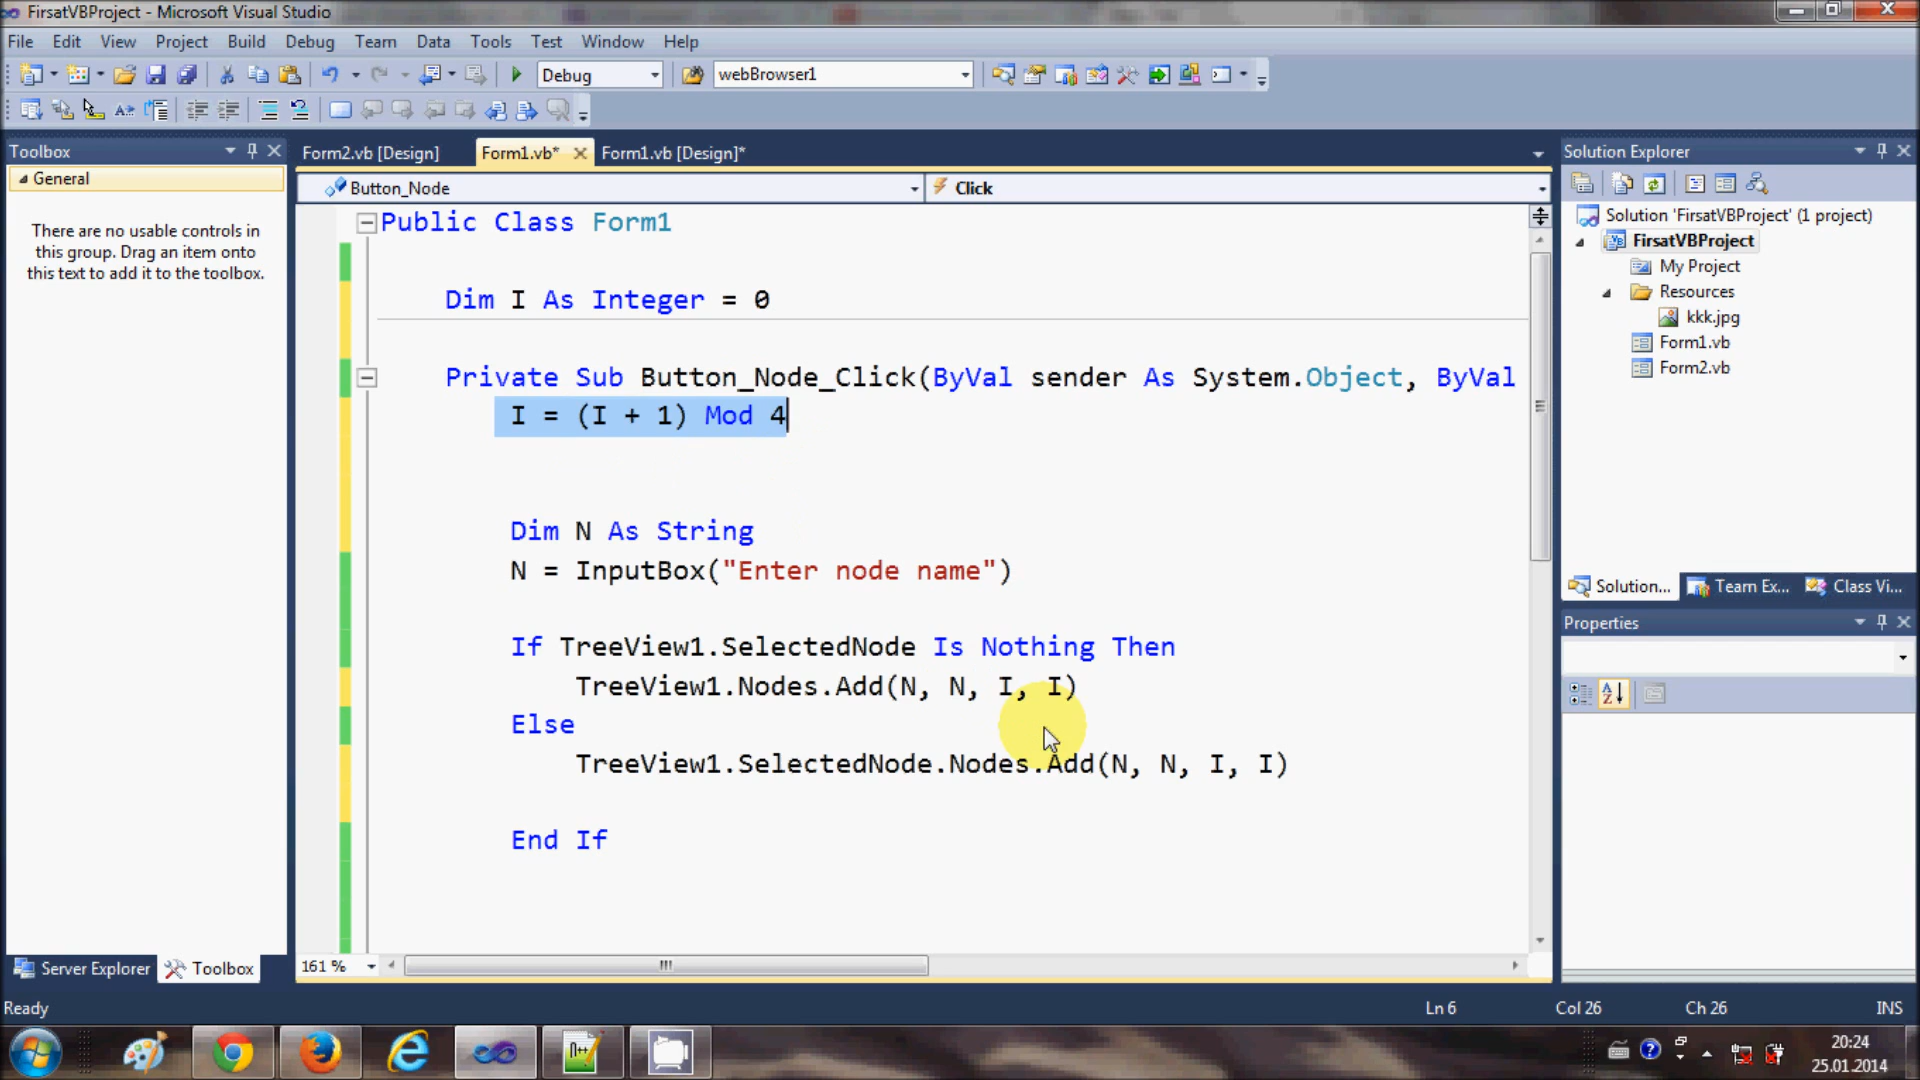 FirsatVBProject - Microsoft Visual Studio
File Edit View Project Build Debug Team Data Tools Test Window Help
Debug webBrowser1
Toolbox
General
There are no usable controls in
this group. Drag an item onto
this text to add it to the toolbox.
Server Explorer Toolbox
Form2.vb [Design] Form1.vb* Form1.vb [Design]*
Button_Node Click
Public Class Form1
Dim I As Integer = 0
Private Sub Button_Node_Click(ByVal sender As System.Object, ByVal
I = (I + 1) Mod 4
Dim N As String
N = InputBox("Enter node name")
If TreeView1.SelectedNode Is Nothing Then
TreeView1.Nodes.Add(N, N, I, I)
Else
TreeView1.SelectedNode.Nodes.Add(N, N, I, I)
End If
161 %
Solution Explorer
Solution 'FirsatVBProject' (1 project)
FirsatVBProject
My Project
Resources
kkk.jpg
Form1.vb
Form2.vb
Solution... Team Ex... Class Vi...
Properties
Ready Ln 6 Col 26 Ch 26 INS
20:24
25.01.2014